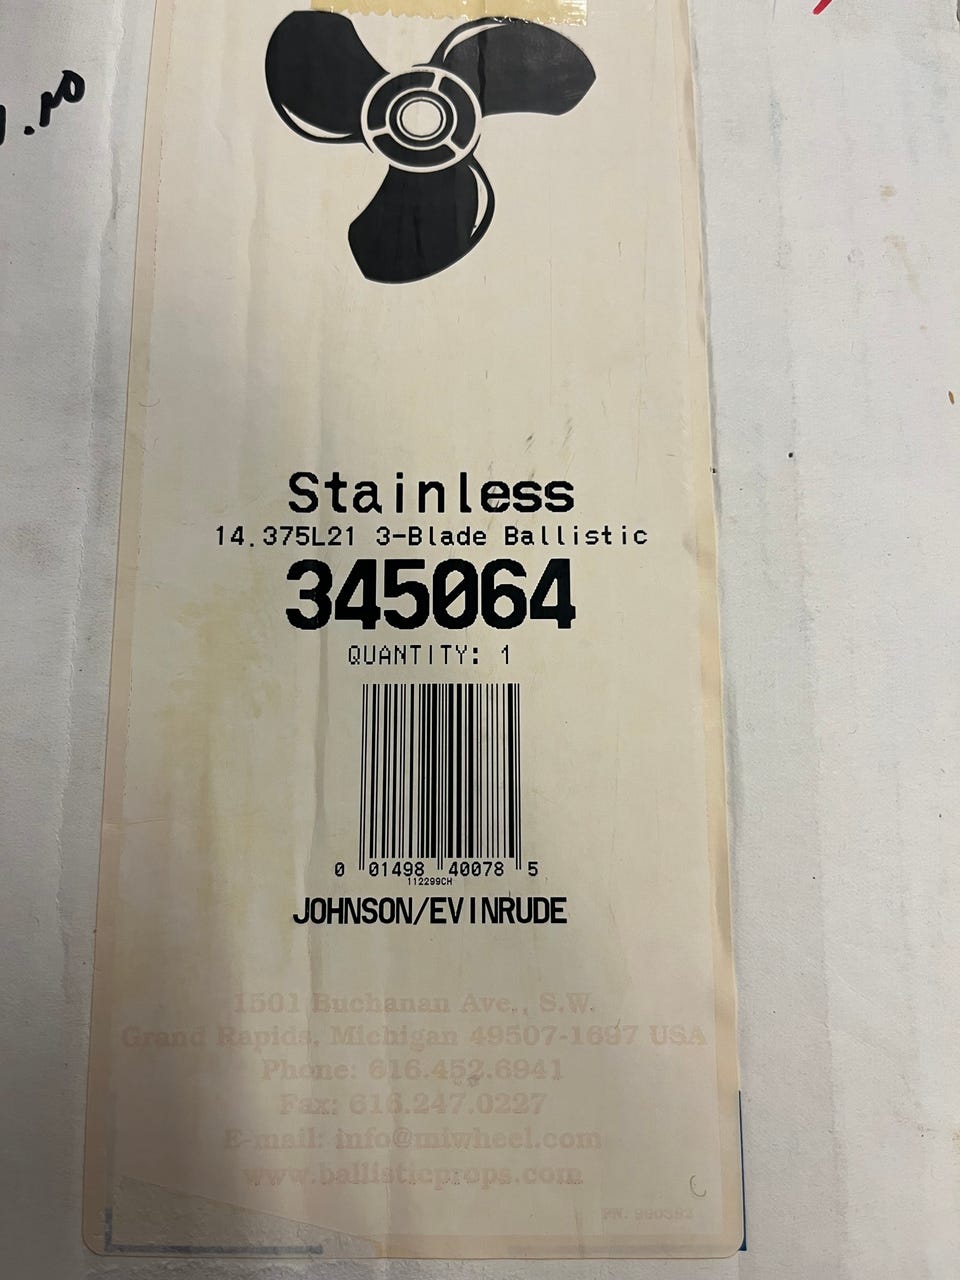 Stainless
14.375L21 3-Blade Ballistic
345064
QUANTITY: 1
0 01498 40078 5
112299CH
JOHNSON/EVINRUDE
1501 Buchanan Ave., S.W.
Grand Rapids, Michigan 49507-1697 USA
Phone: 616.452.6941
Fax: 616.247.0227
E-mail: info@miwheel.com
www.ballisticprops.com
PN: 990392